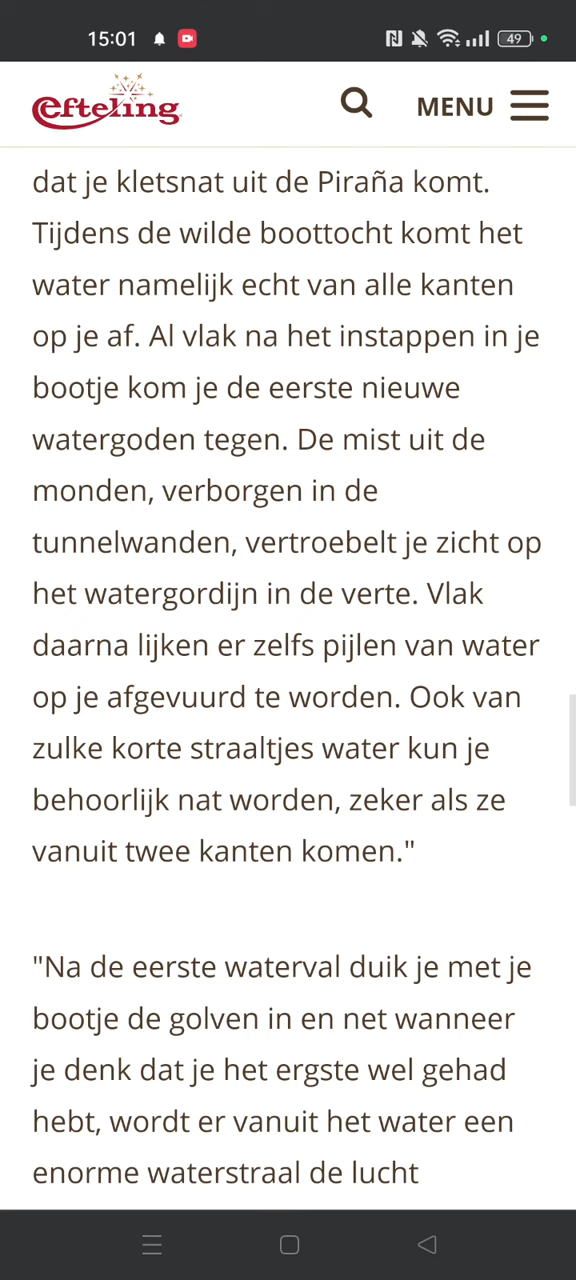 15:01
49
efteling
MENU
dat je kletsnat uit de Piraña komt.
Tijdens de wilde boottocht komt het
water namelijk echt van alle kanten
op je af. Al vlak na het instappen in je
bootje kom je de eerste nieuwe
watergoden tegen. De mist uit de
monden, verborgen in de
tunnelwanden, vertroebelt je zicht op
het watergordijn in de verte. Vlak
daarna lijken er zelfs pijlen van water
op je afgevuurd te worden. Ook van
zulke korte straaltjes water kun je
behoorlijk nat worden, zeker als ze
vanuit twee kanten komen."
"Na de eerste waterval duik je met je
bootje de golven in en net wanneer
je denk dat je het ergste wel gehad
hebt, wordt er vanuit het water een
enorme waterstraal de lucht